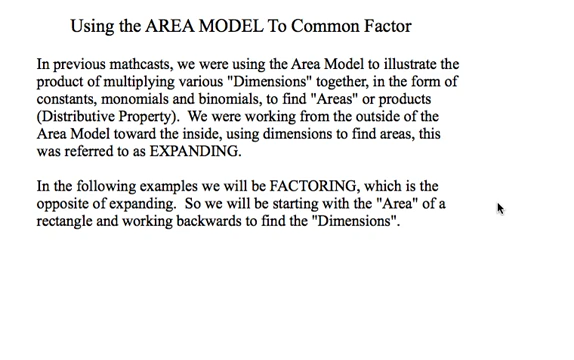 Using the AREA MODEL To Common Factor
In previous mathcasts, we were using the Area Model to illustrate the
product of multiplying various "Dimensions" together, in the form of
constants, monomials and binomials, to find "Areas" or products
(Distributive Property).  We were working from the outside of the
Area Model toward the inside, using dimensions to find areas, this
was referred to as EXPANDING.
In the following examples we will be FACTORING, which is the
opposite of expanding.  So we will be starting with the "Area" of a
rectangle and working backwards to find the "Dimensions".